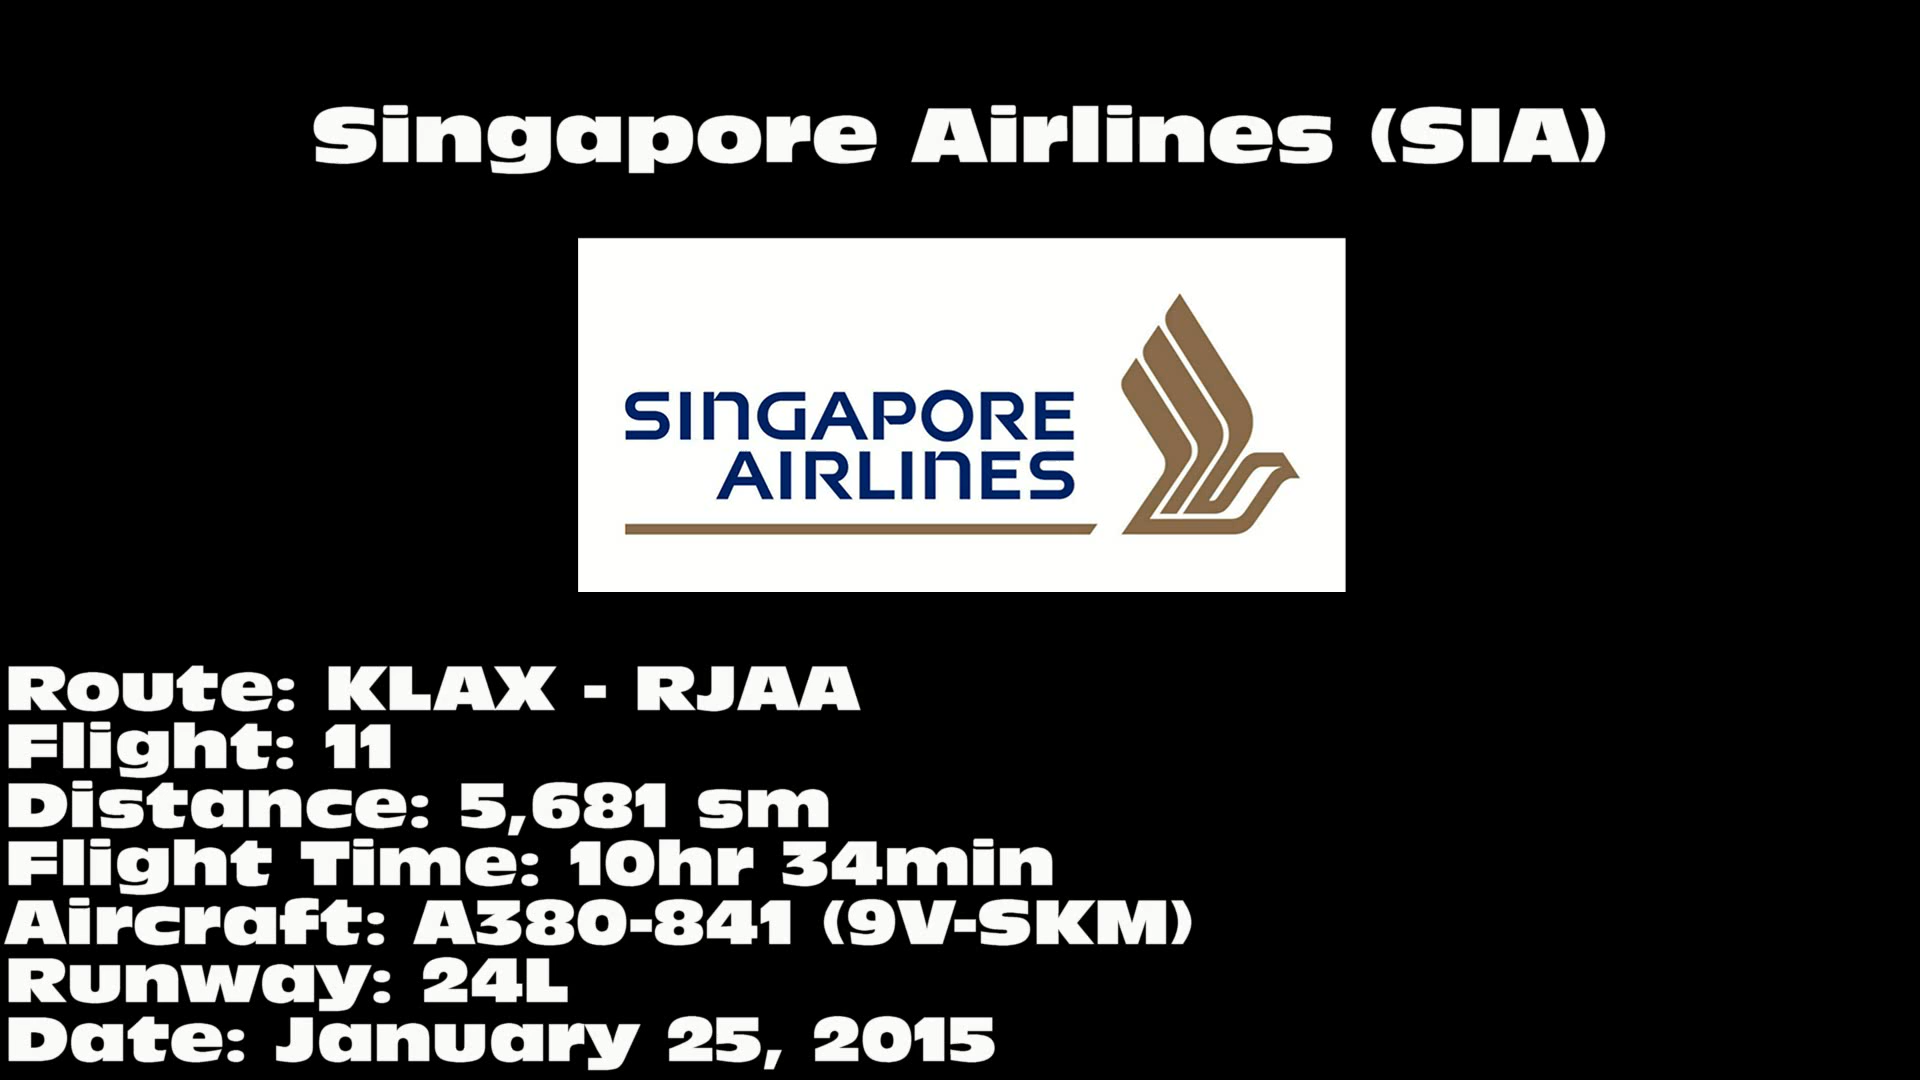 Singapore Airlines (SIA)
SINGAPORE
AIRLINES
Route: KLAX - RJAA
Flight: 11
Distance: 5,681 sm
Flight Time: 10hr 34min
Aircraft: A380-841 (9V-SKM)
Runway: 24L
Date: January 25, 2015